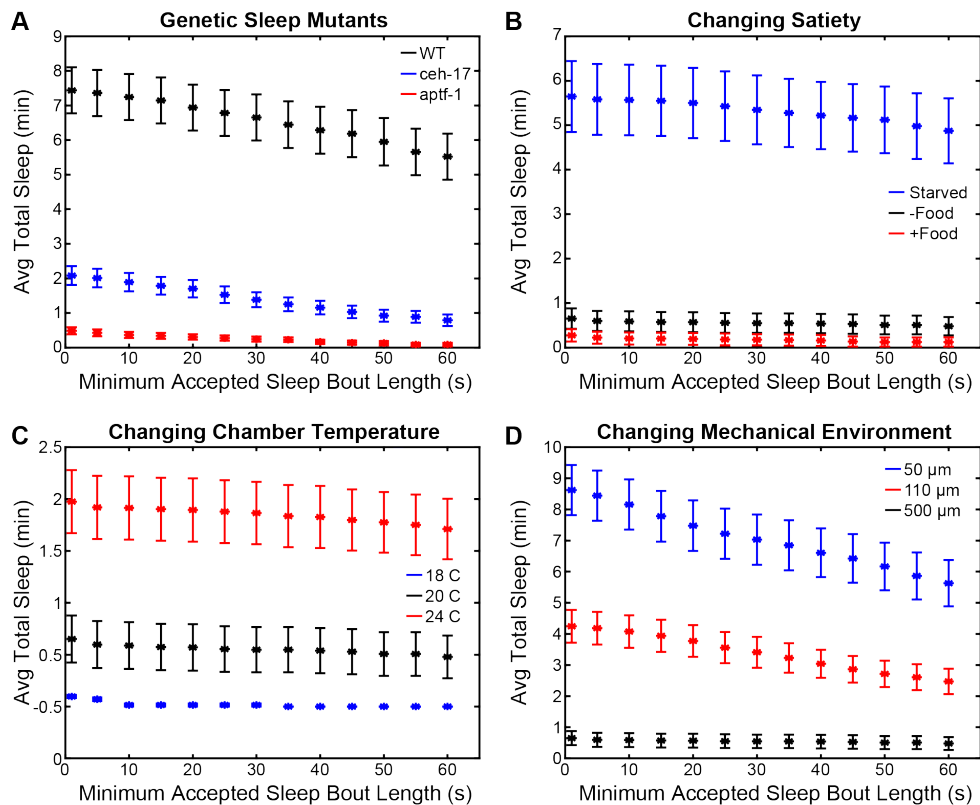 A
Genetic Sleep Mutants
Avg Total Sleep (min)
9
8
7
6
5
4
3
2
1
0
WT
ceh-17
aptf-1
0 10 20 30 40 50 60
Minimum Accepted Sleep Bout Length (s)
B
Changing Satiety
Avg Total Sleep (min)
7
6
5
4
3
2
1
0
Starved
-Food
+Food
0 10 20 30 40 50 60
Minimum Accepted Sleep Bout Length (s)
C
Changing Chamber Temperature
Avg Total Sleep (min)
2.5
2
1.5
1
0.5
-0.5
18 C
20 C
24 C
0 10 20 30 40 50 60
Minimum Accepted Sleep Bout Length (s)
D
Changing Mechanical Environment
Avg Total Sleep (min)
10
9
8
7
6
5
4
3
2
1
0
50 µm
110 µm
500 µm
0 10 20 30 40 50 60
Minimum Accepted Sleep Bout Length (s)